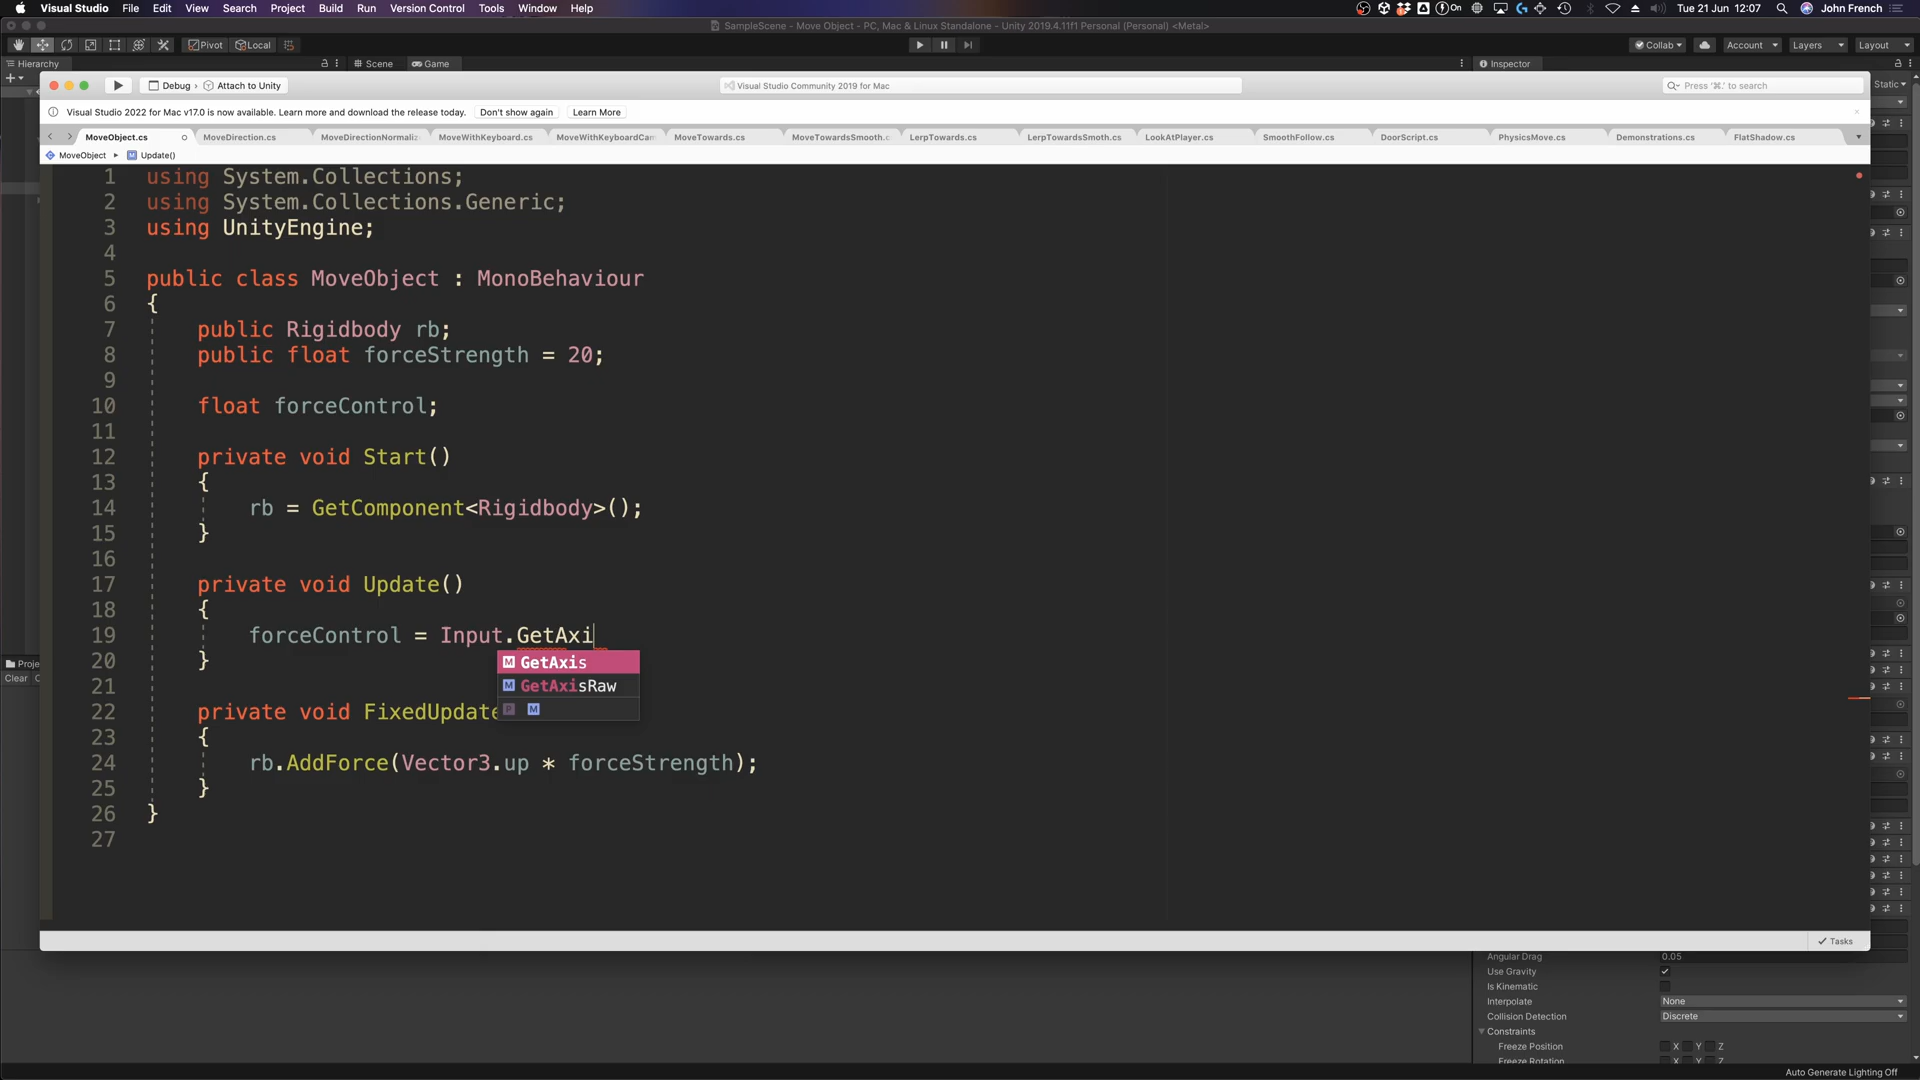 Visual Studio File Edit View Search Project Build Run Version Control Tools Window Help On Tue 21 Jun 12:07 John French
SampleScene - Move Object - PC, Mac & Linux Standalone - Unity 2019.4.11f1 Personal (Personal) <Metal>
Pivot Local Collab Account Layers Layout
Hierarchy Scene Game Inspector
Static
Debug › Attach to Unity Visual Studio Community 2019 for Mac Press '⌘.' to search
Visual Studio 2022 for Mac v17.0 is now available. Learn more and download the release today. Don't show again Learn More
MoveObject.cs MoveDirection.cs MoveDirectionNormaliz MoveWithKeyboard.cs MoveWithKeyboardCam MoveTowards.cs MoveTowardsSmooth.c LerpTowards.cs LerpTowardsSmoth.cs LookAtPlayer.cs SmoothFollow.cs DoorScript.cs PhysicsMove.cs Demonstrations.cs FlatShadow.cs
MoveObject Update()
1 using System.Collections;
2 using System.Collections.Generic;
3 using UnityEngine;
4
5 public class MoveObject : MonoBehaviour
6 {
7 public Rigidbody rb;
8 public float forceStrength = 20;
9
10 float forceControl;
11
12 private void Start()
13 {
14 rb = GetComponent<Rigidbody>();
15 }
16
17 private void Update()
18 {
19 forceControl = Input.GetAxi
20 }
M GetAxis
21
M GetAxisRaw
22 private void FixedUpdate
P M
23 {
24 rb.AddForce(Vector3.up * forceStrength);
25 }
26 }
27
Proje
Clear
Tasks
Angular Drag 0.05
Use Gravity
Is Kinematic
Interpolate None
Collision Detection Discrete
Constraints
Freeze Position X Y Z
Freeze Rotation X Y Z
Auto Generate Lighting Off